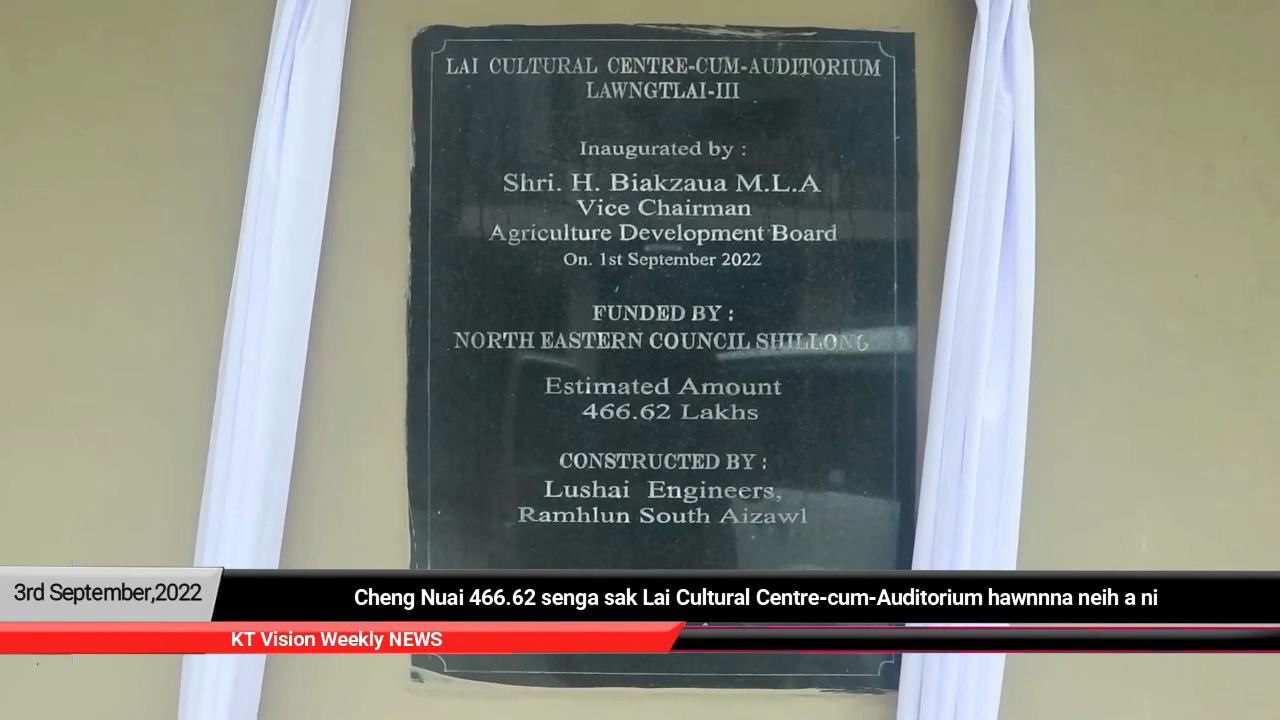 LAI CULTURAL CENTRE-CUM-AUDITORIUM
LAWNGTLAI-III
Inaugurated by :
Shri. H. Biakzaua M.L.A
Vice Chairman
Agriculture Development Board
On. 1st September 2022
FUNDED BY :
NORTH EASTERN COUNCIL SHILLONG
Estimated Amount
466.62 Lakhs
CONSTRUCTED BY :
Lushai Engineers,
Ramhlun South Aizawl
3rd September,2022
Cheng Nuai 466.62 senga sak Lai Cultural Centre-cum-Auditorium hawnnna neih a ni
KT Vision Weekly NEWS